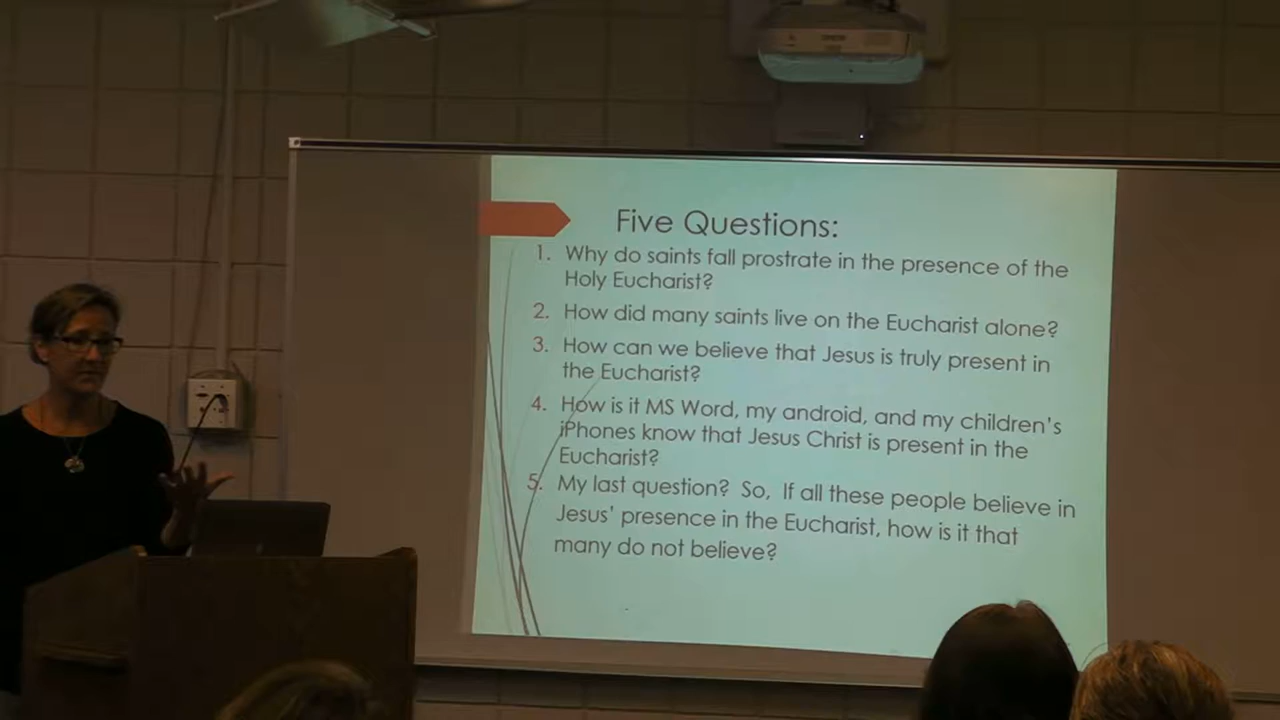 Five Questions:
1. Why do saints fall prostrate in the presence of the
Holy Eucharist?
2. How did many saints live on the Eucharist alone?
3. How can we believe that Jesus is truly present in
the Eucharist?
4. How is it MS Word, my android, and my children's
iPhones know that Jesus Christ is present in the
Eucharist?
5. My last question? So, If all these people believe in
Jesus' presence in the Eucharist, how is it that
many do not believe?